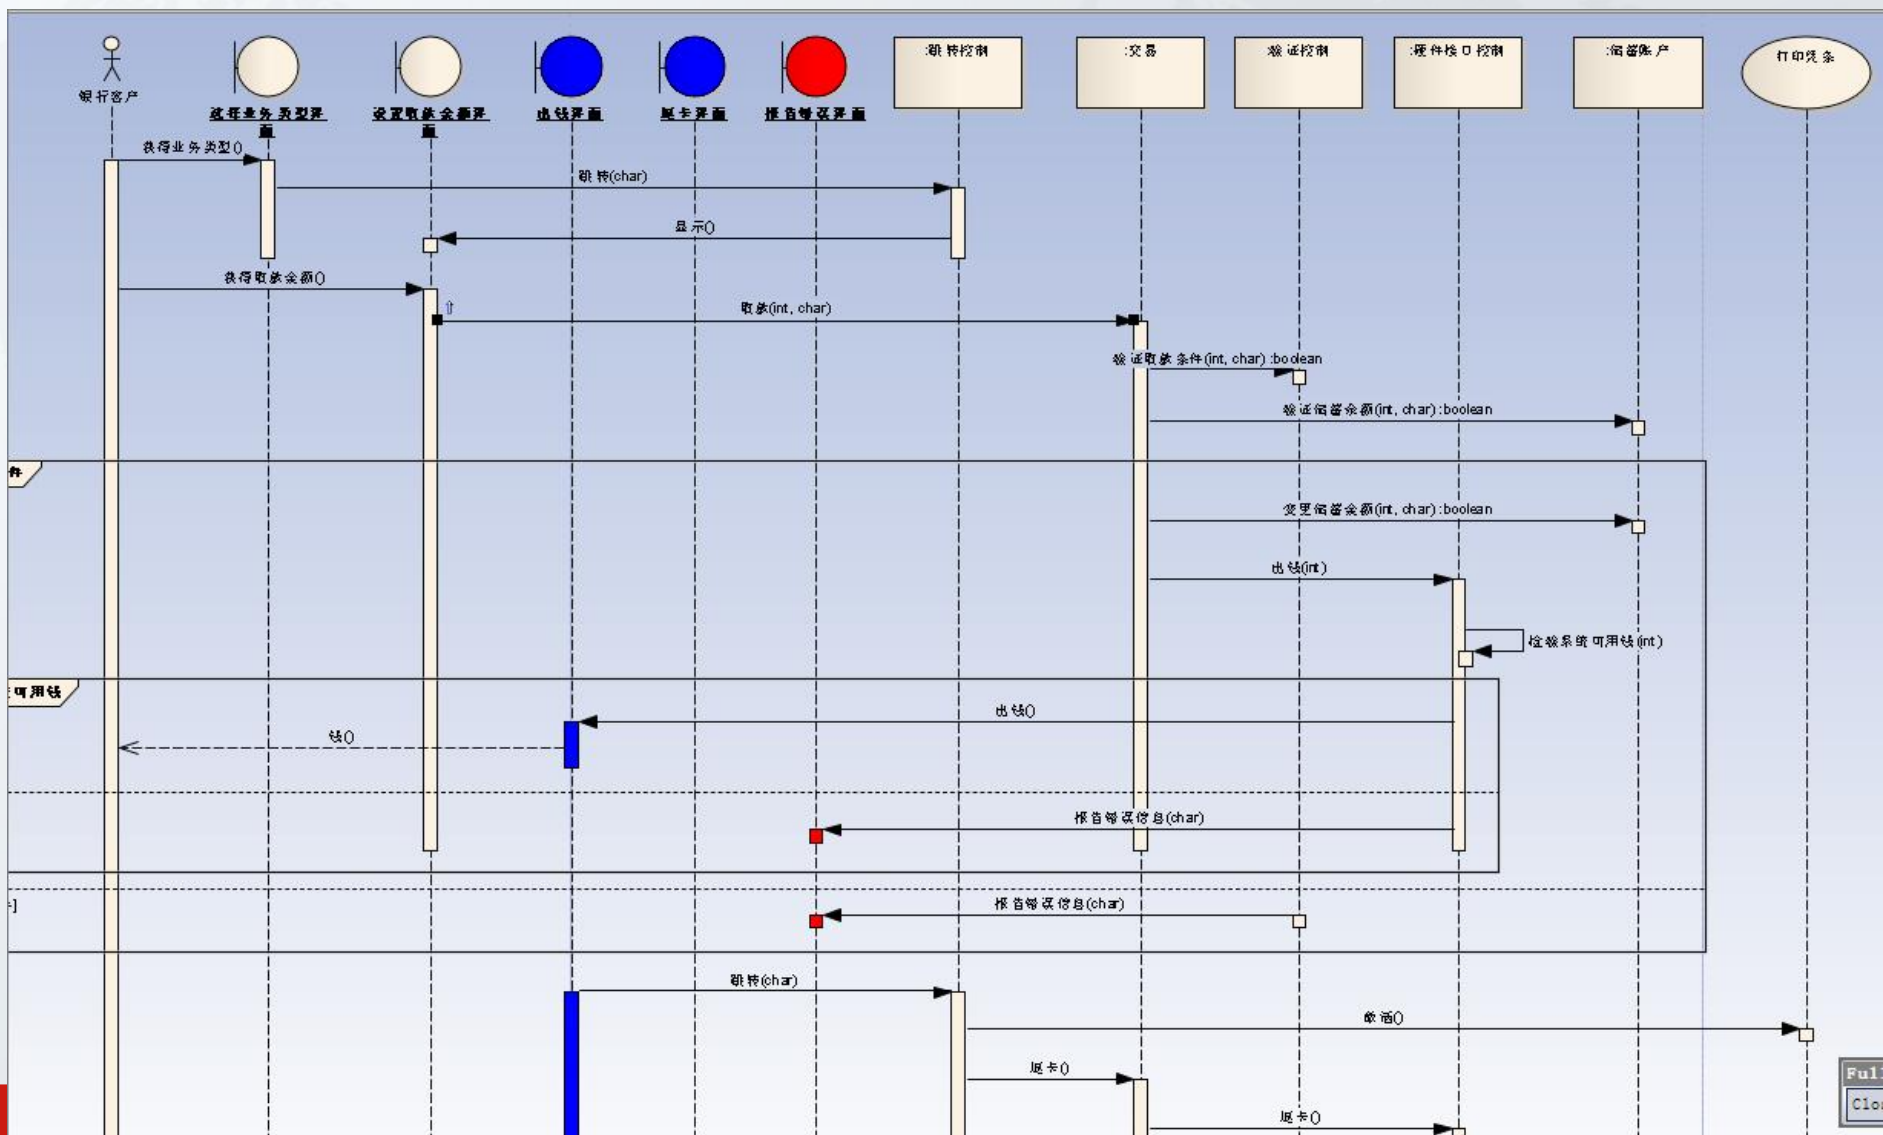 银行客户
选择业务类型界
面
设置取款金额界
面
出钱界面
退卡界面
报告错误界面
:跳转控制
:交易
:验证控制
:硬件接口控制
:储蓄账户
打印凭条
获得业务类型()
跳转(char)
显示()
获得取款金额()
取款(int, char)
验证取款条件(int, char) :boolean
验证储蓄余额(int, char) :boolean
件
变更储蓄余额(int, char) :boolean
出钱(int)
检验系统可用钱(int)
可用钱
出钱()
钱()
报告错误信息(char)
报告错误信息(char)
跳转(char)
激活()
退卡()
退卡()
Full
Clos